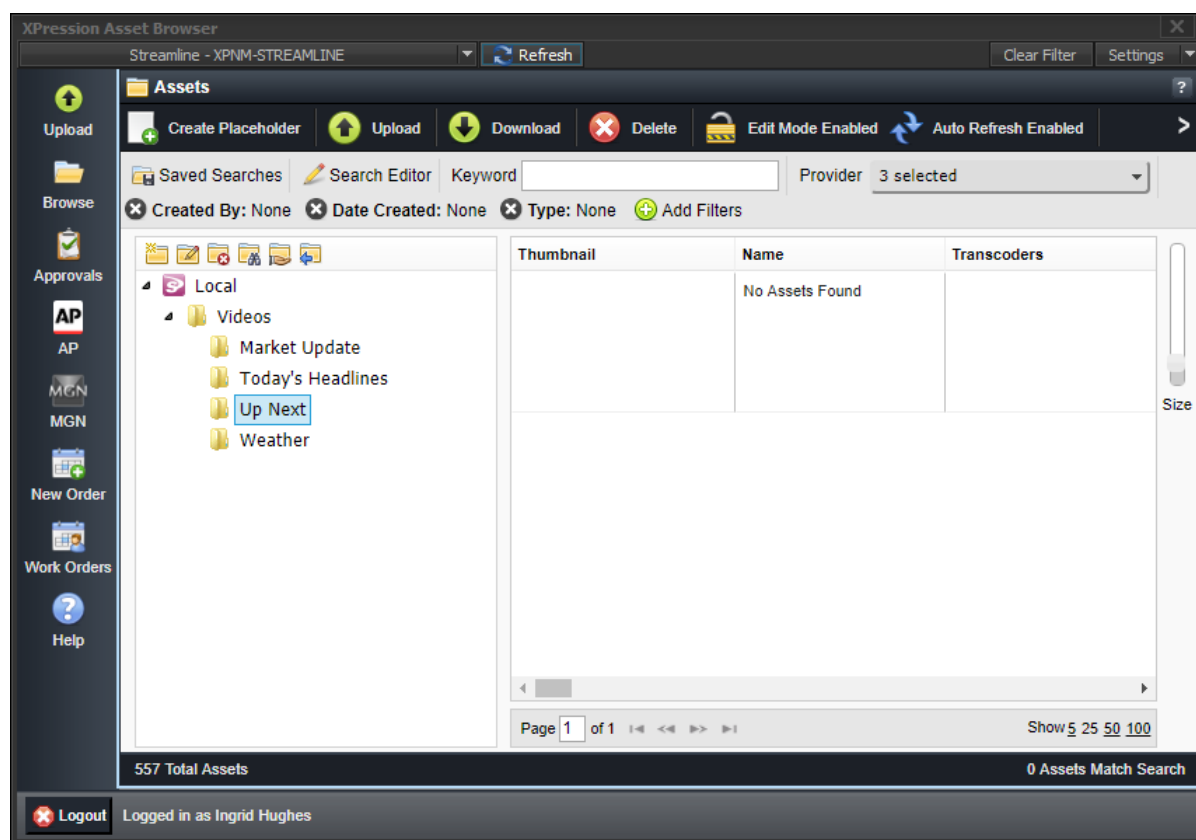 XPression Asset Browser
Streamline - XPNM-STREAMLINE Refresh Clear Filter Settings
Assets ?
Upload Create Placeholder Upload Download Delete Edit Mode Enabled Auto Refresh Enabled >
Saved Searches Search Editor Keyword Provider 3 selected
Browse
Created By: None Date Created: None Type: None Add Filters
Approvals
Thumbnail Name Transcoders
Local
No Assets Found
Videos
AP
AP
Market Update
Today's Headlines
MGN
MGN
Up Next
Size
Weather
New Order
Work Orders
Help
Page 1 of 1 Show 5 25 50 100
557 Total Assets 0 Assets Match Search
Logout Logged in as Ingrid Hughes